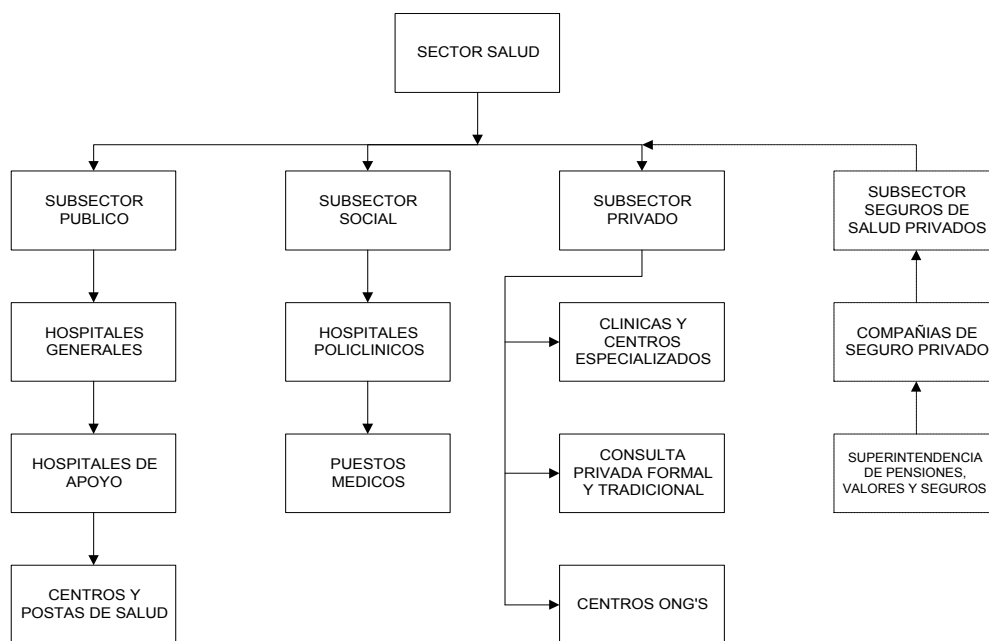 SECTOR SALUD
SUBSECTOR
PUBLICO
SUBSECTOR
SOCIAL
SUBSECTOR
PRIVADO
SUBSECTOR
SEGUROS DE
SALUD PRIVADOS
HOSPITALES
GENERALES
HOSPITALES
POLICLINICOS
CLINICAS Y
CENTROS
ESPECIALIZADOS
COMPAÑIAS DE
SEGURO PRIVADO
HOSPITALES DE
APOYO
PUESTOS
MEDICOS
CONSULTA
PRIVADA FORMAL
Y TRADICIONAL
SUPERINTENDENCIA
DE PENSIONES,
VALORES Y SEGUROS
CENTROS Y
POSTAS DE SALUD
CENTROS ONG'S